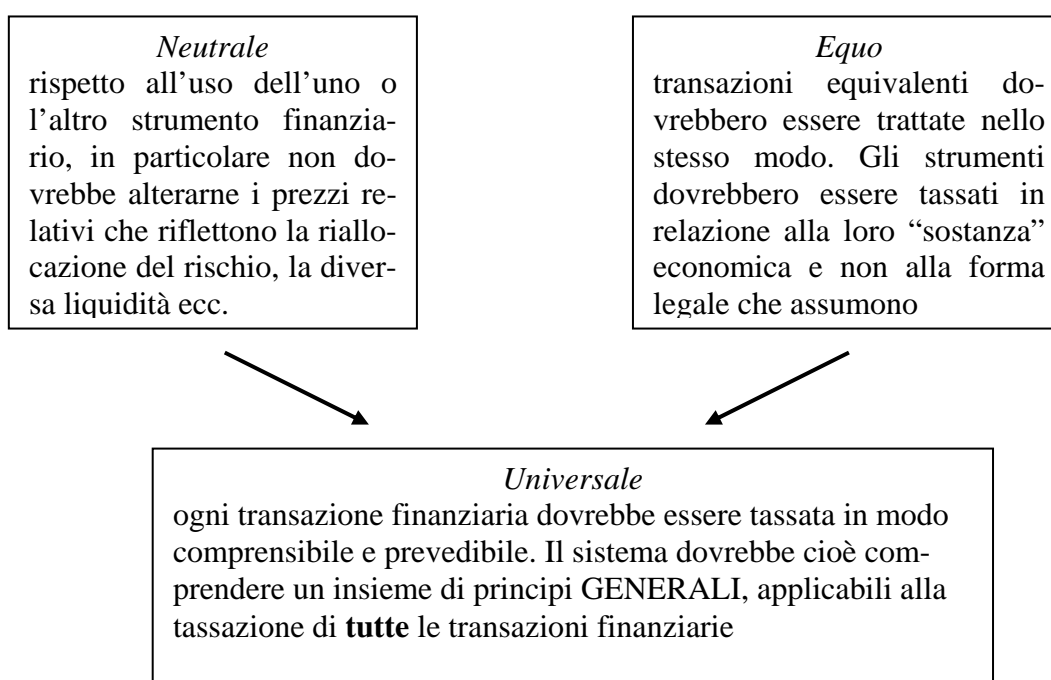 Neutrale
rispetto all’uso dell’uno o
l’altro strumento finanzia-
rio, in particolare non do-
vrebbe alterarne i prezzi re-
lativi che riflettono la riallo-
cazione del rischio, la diver-
sa liquidità ecc.
Equo
transazioni equivalenti do-
vrebbero essere trattate nello
stesso modo. Gli strumenti
dovrebbero essere tassati in
relazione alla loro “sostanza”
economica e non alla forma
legale che assumono
Universale
ogni transazione finanziaria dovrebbe essere tassata in modo
comprensibile e prevedibile. Il sistema dovrebbe cioè com-
prendere un insieme di principi GENERALI, applicabili alla
tassazione di tutte le transazioni finanziarie